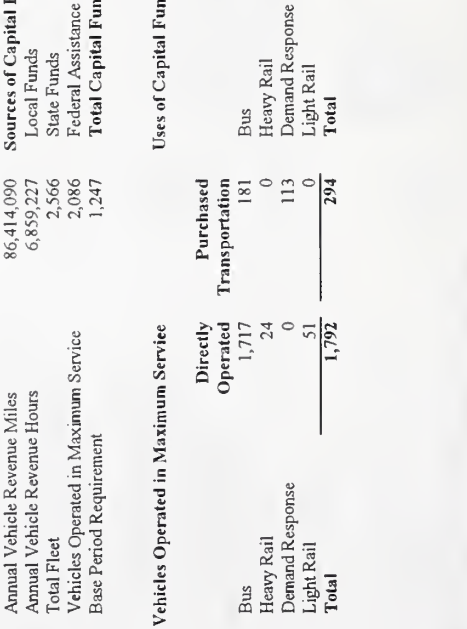 Annual Vehicle Revenue Miles 86,414,090 Sources of Capital
Annual Vehicle Revenue Hours 6,859,227 Local Funds
Total Fleet 2,566 State Funds
Vehicles Operated in Maximum Service 2,086 Federal Assistance
Base Period Requirement 1,247 Total Capital Fun
Vehicles Operated in Maximum Service Uses of Capital Fun
Directly Purchased
Operated Transportation
Bus 1,717 181 Bus
Heavy Rail 24 0 Heavy Rail
Demand Response 0 113 Demand Response
Light Rail 51 0 Light Rail
Total 1,792 294 Total